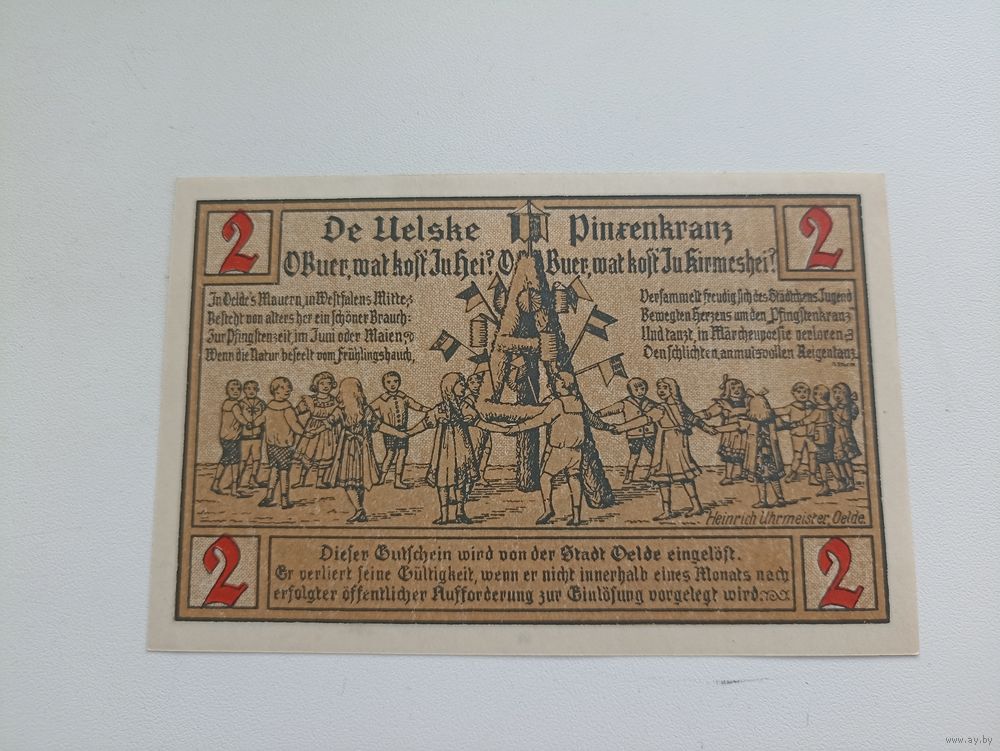 2
De Uelske Pinxenkranz
2
O Buer, wat kost Ju Hei? O Buer, wat kost Ju Kirmeshei?
In Oelde's Mauern, in Westfalens Mitte,
Besteht von alters her ein schöner Brauch:
Zur Pfingstenzeit, im Juni oder Maien
Wenn die Natur beseelt vom Frühlingshauch,
Versammelt freudig sich des Städtchens Jugend
Bewegten Herzens um den Pfingstenkranz
Und tanzt, in Märchenpoesie verloren
Den schlichten, anmutsvollen Reigentanz.
Heinrich Uhrmeister, Oelde.
2
Dieser Gutschein wird von der Stadt Oelde eingelöst.
Er verliert seine Gültigkeit, wenn er nicht innerhalb eines Monats nach
erfolgter öffentlicher Aufforderung zur Einlösung vorgelegt wird
2
www.ay.by